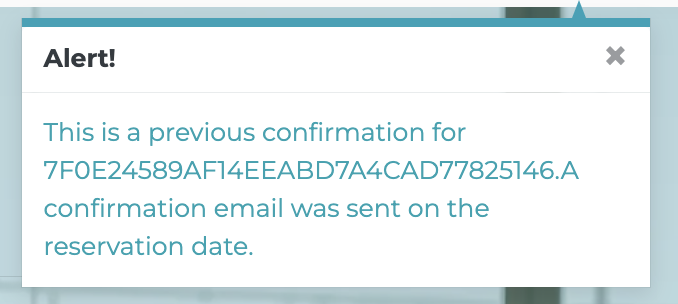 Alert!
This is a previous confirmation for
7F0E24589AF14EEABD7A4CAD77825146.A
confirmation email was sent on the
reservation date.